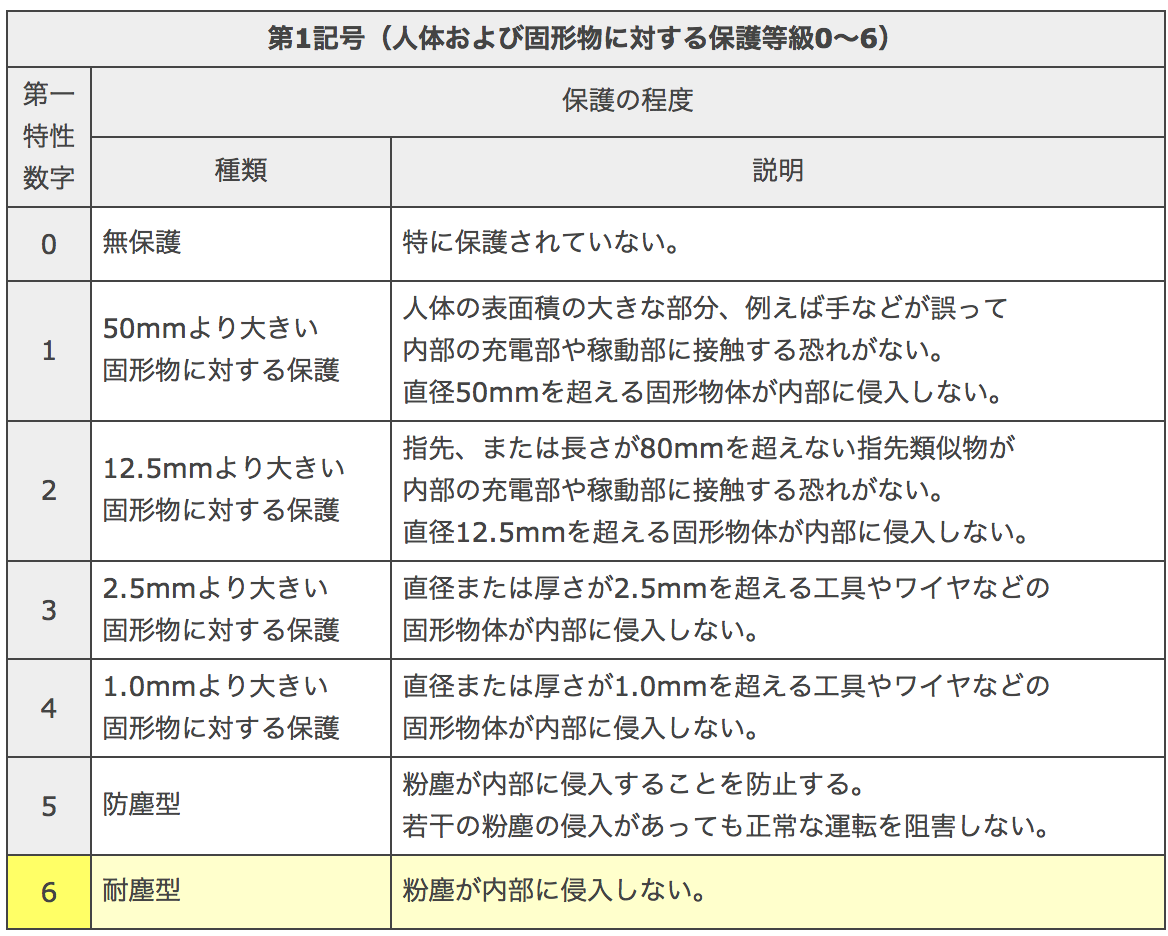 第1記号（人体および固形物に対する保護等級0〜6）
第一
特性
数字
保護の程度
種類
説明
0
無保護
特に保護されていない。
1
50mmより大きい
固形物に対する保護
人体の表面積の大きな部分、例えば手などが誤って
内部の充電部や稼動部に接触する恐れがない。
直径50mmを超える固形物体が内部に侵入しない。
2
12.5mmより大きい
固形物に対する保護
指先、または長さが80mmを超えない指先類似物が
内部の充電部や稼動部に接触する恐れがない。
直径12.5mmを超える固形物体が内部に侵入しない。
3
2.5mmより大きい
固形物に対する保護
直径または厚さが2.5mmを超える工具やワイヤなどの
固形物体が内部に侵入しない。
4
1.0mmより大きい
固形物に対する保護
直径または厚さが1.0mmを超える工具やワイヤなどの
固形物体が内部に侵入しない。
5
防塵型
粉塵が内部に侵入することを防止する。
若干の粉塵の侵入があっても正常な運転を阻害しない。
6
耐塵型
粉塵が内部に侵入しない。